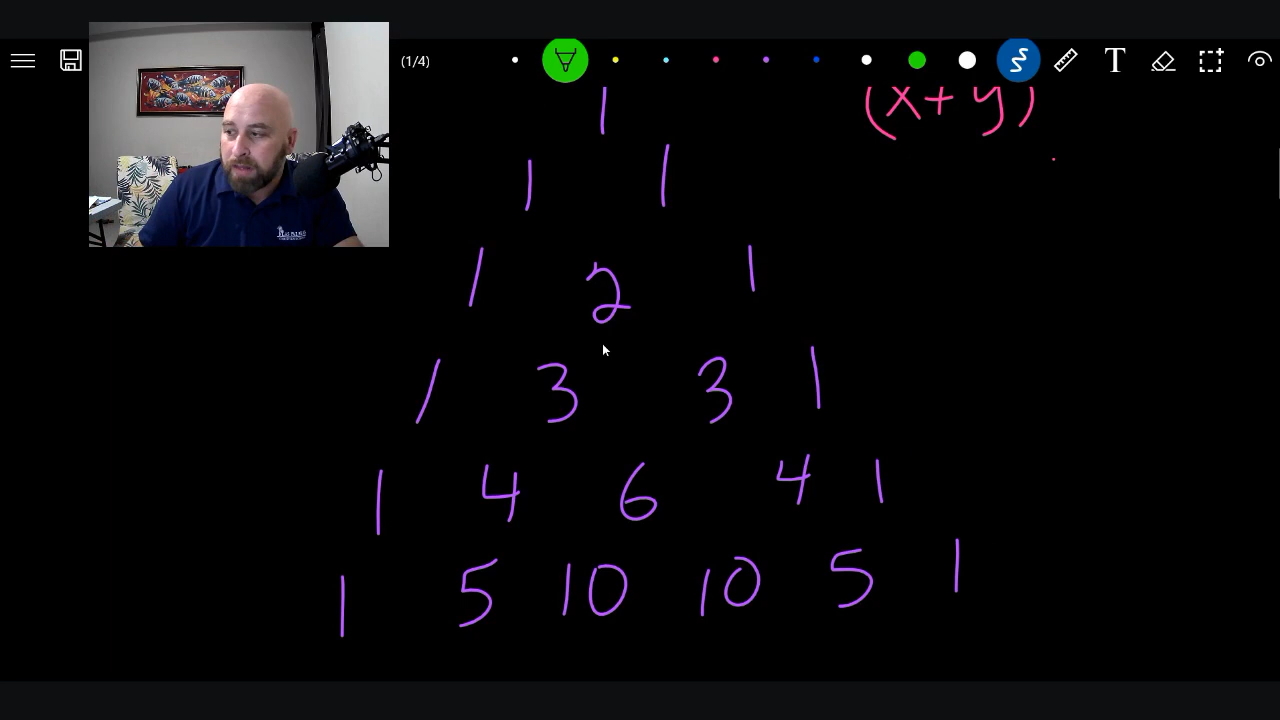 (1/4)
T
1
(x+y)
1 1
1 2 1
1 3 3 1
1 4 6 4 1
1 5 10 10 5 1